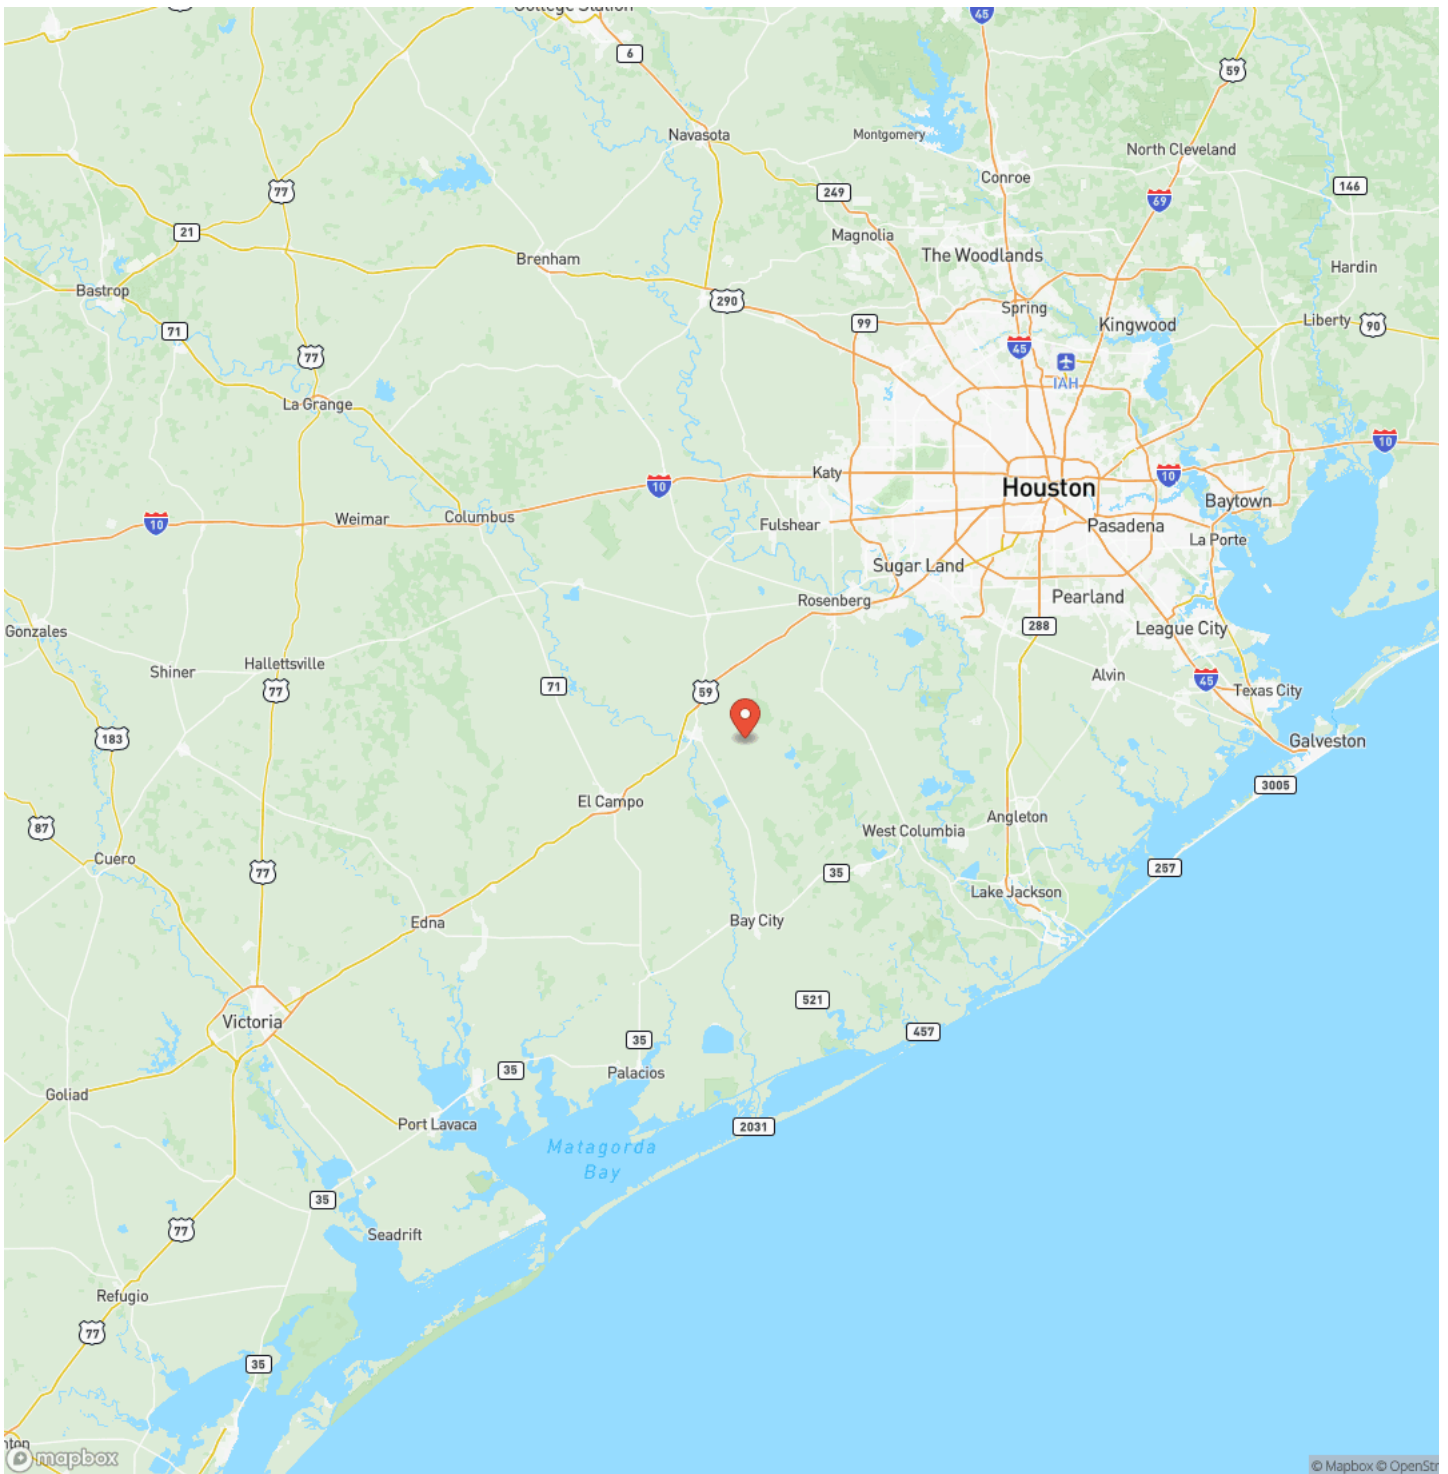 College Station
45
6
59
Navasota
Montgomery
North Cleveland
Conroe
146
77
249
69
21
Magnolia
The Woodlands
Brenham
Hardin
Bastrop
290
Spring
Liberty
90
99
Kingwood
71
45
77
IAH
La Grange
10
Katy
10
10
Houston
Baytown
Weimar
Columbus
Fulshear
Pasadena
10
La Porte
Sugar Land
Pearland
Rosenberg
288
League City
Gonzales
Hallettsville
Shiner
Alvin
45
71
77
59
Texas City
183
Galveston
3005
El Campo
Angleton
87
West Columbia
Cuero
257
77
35
Lake Jackson
Edna
Bay City
521
Victoria
457
35
35
Palacios
Goliad
Port Lavaca
2031
Matagorda
Bay
35
77
Seadrift
Refugio
77
35
nton
mapbox
© Mapbox © OpenStr